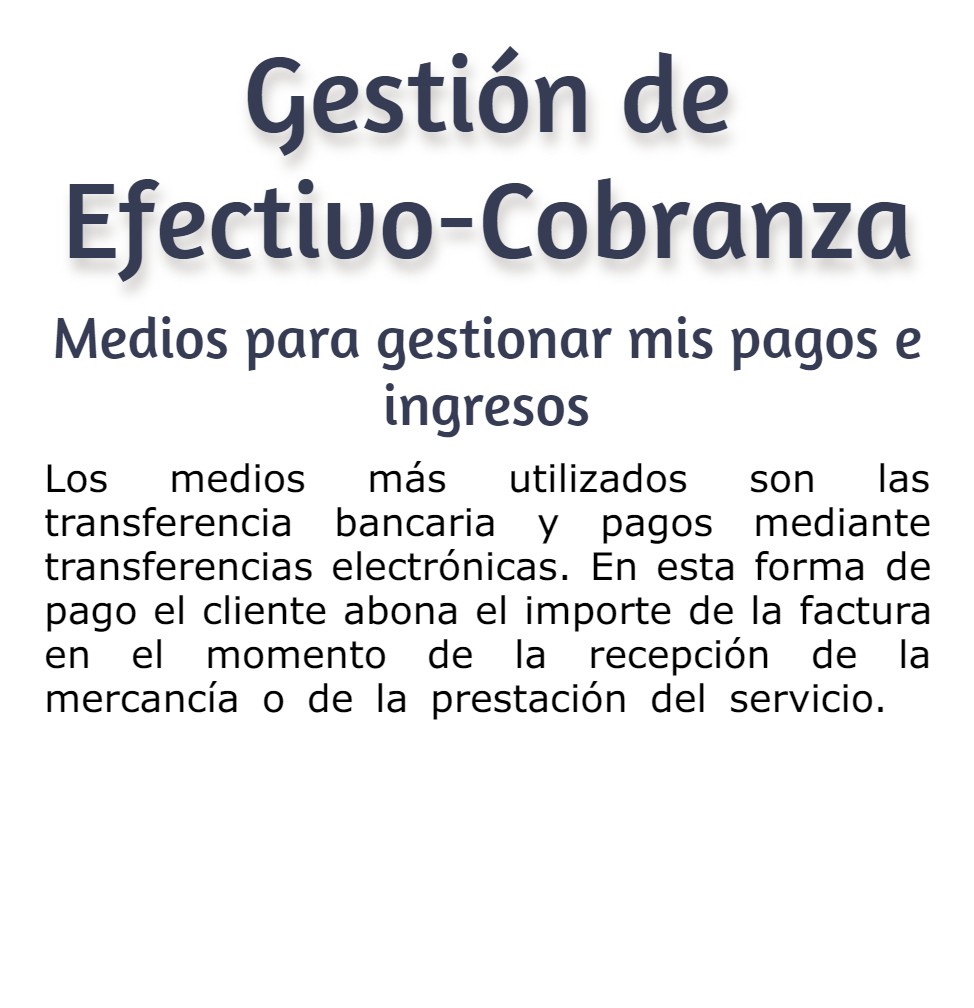 Gestión de
Efectivo-Cobranza
Medios para gestionar mis pagos e
ingresos
Los medios más utilizados son las
transferencia bancaria y pagos mediante
transferencias electrónicas. En esta forma de
pago el cliente abona el importe de la factura
en el momento de la recepción de la
mercancía o de la prestación del servicio.